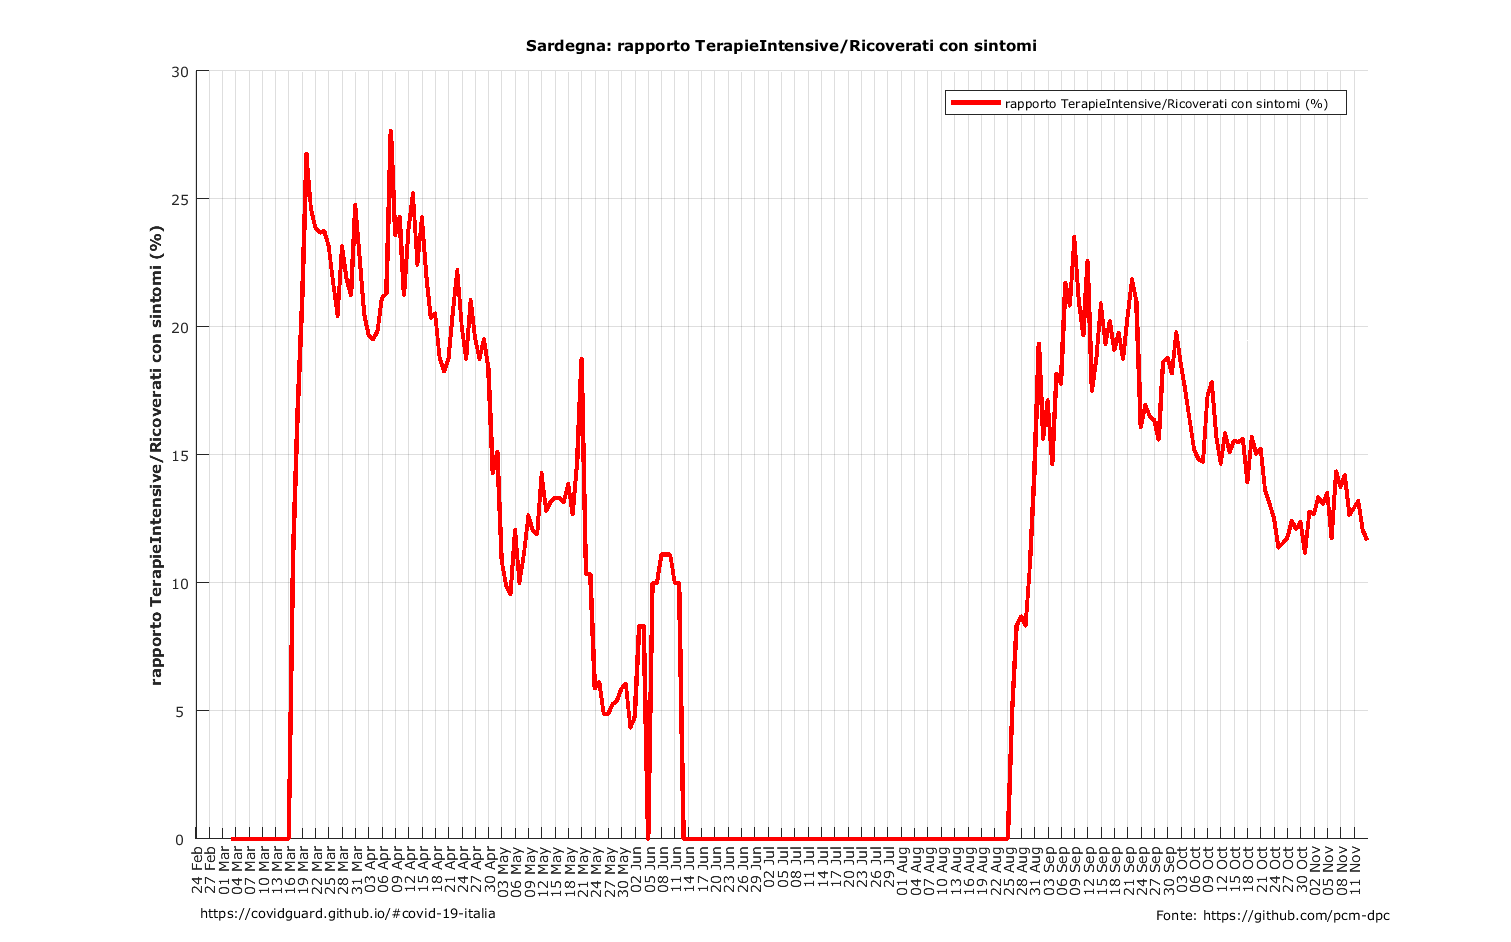 Sardegna: rapporto TerapieIntensive/Ricoverati con sintomi
rapporto TerapieIntensive/Ricoverati con sintomi (%)
rapporto TerapieIntensive/Ricoverati con sintomi (%)
30
25
20
15
10
5
0
24 Feb
27 Feb
01 Mar
04 Mar
07 Mar
10 Mar
13 Mar
16 Mar
19 Mar
22 Mar
25 Mar
28 Mar
31 Mar
03 Apr
06 Apr
09 Apr
12 Apr
15 Apr
18 Apr
21 Apr
24 Apr
27 Apr
30 Apr
03 May
06 May
09 May
12 May
15 May
18 May
21 May
24 May
27 May
30 May
02 Jun
05 Jun
08 Jun
11 Jun
14 Jun
17 Jun
20 Jun
23 Jun
26 Jun
29 Jun
02 Jul
05 Jul
08 Jul
11 Jul
14 Jul
17 Jul
20 Jul
23 Jul
26 Jul
29 Jul
01 Aug
04 Aug
07 Aug
10 Aug
13 Aug
16 Aug
19 Aug
22 Aug
25 Aug
28 Aug
31 Aug
03 Sep
06 Sep
09 Sep
12 Sep
15 Sep
18 Sep
21 Sep
24 Sep
27 Sep
30 Sep
03 Oct
06 Oct
09 Oct
12 Oct
15 Oct
18 Oct
21 Oct
24 Oct
27 Oct
30 Oct
02 Nov
05 Nov
08 Nov
11 Nov
https://covidguard.github.io/#covid-19-italia
Fonte: https://github.com/pcm-dpc